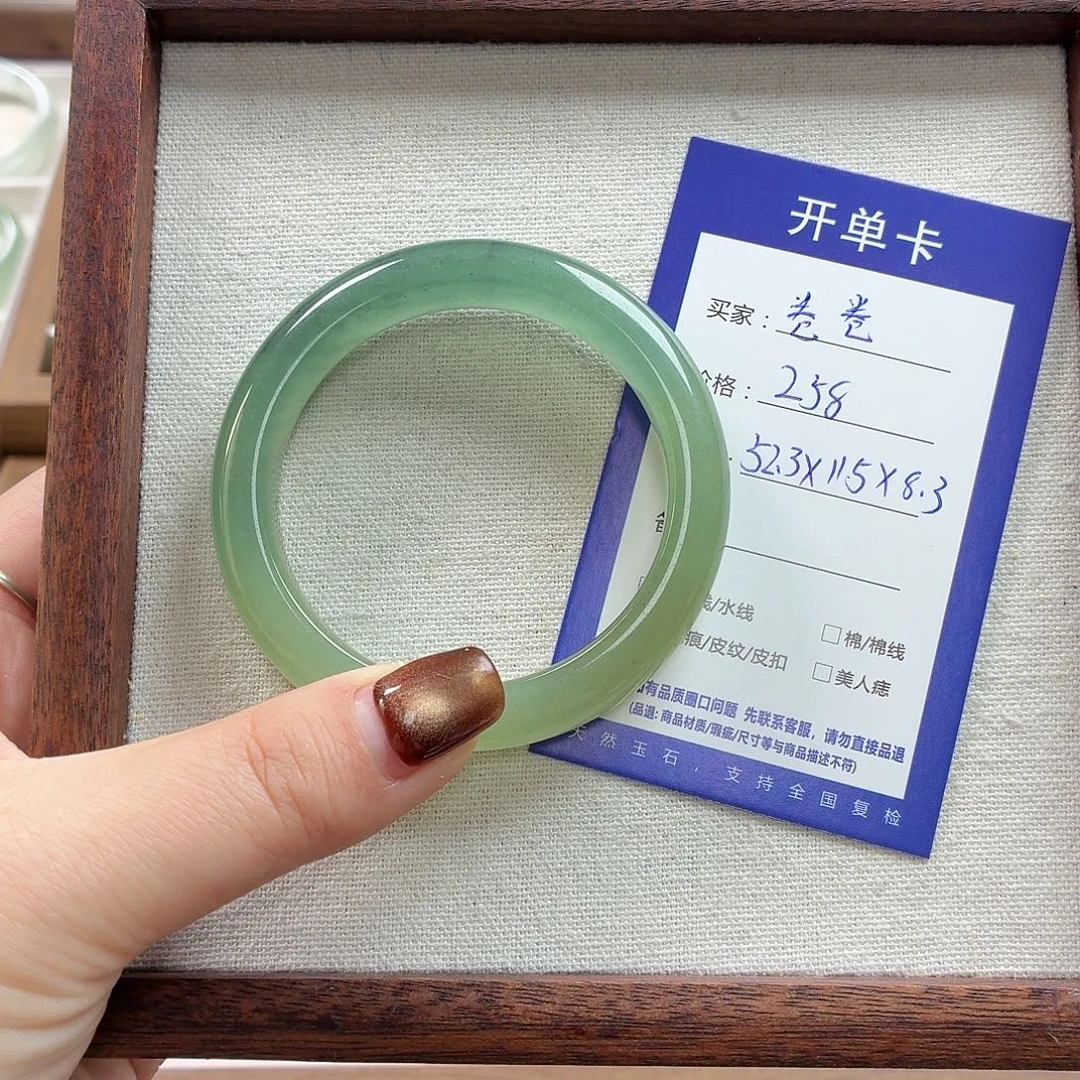 开单卡
买家：卷卷
价格：258
52.3X11.5X8.3
线/水线
棉/棉线
痕/皮纹/皮扣
美人痣
有品质圈口问题 先联系客服，请勿直接品退
(品退：商品材质/瑕疵/尺寸等与商品描述不符)
天然玉石，支持全国复检